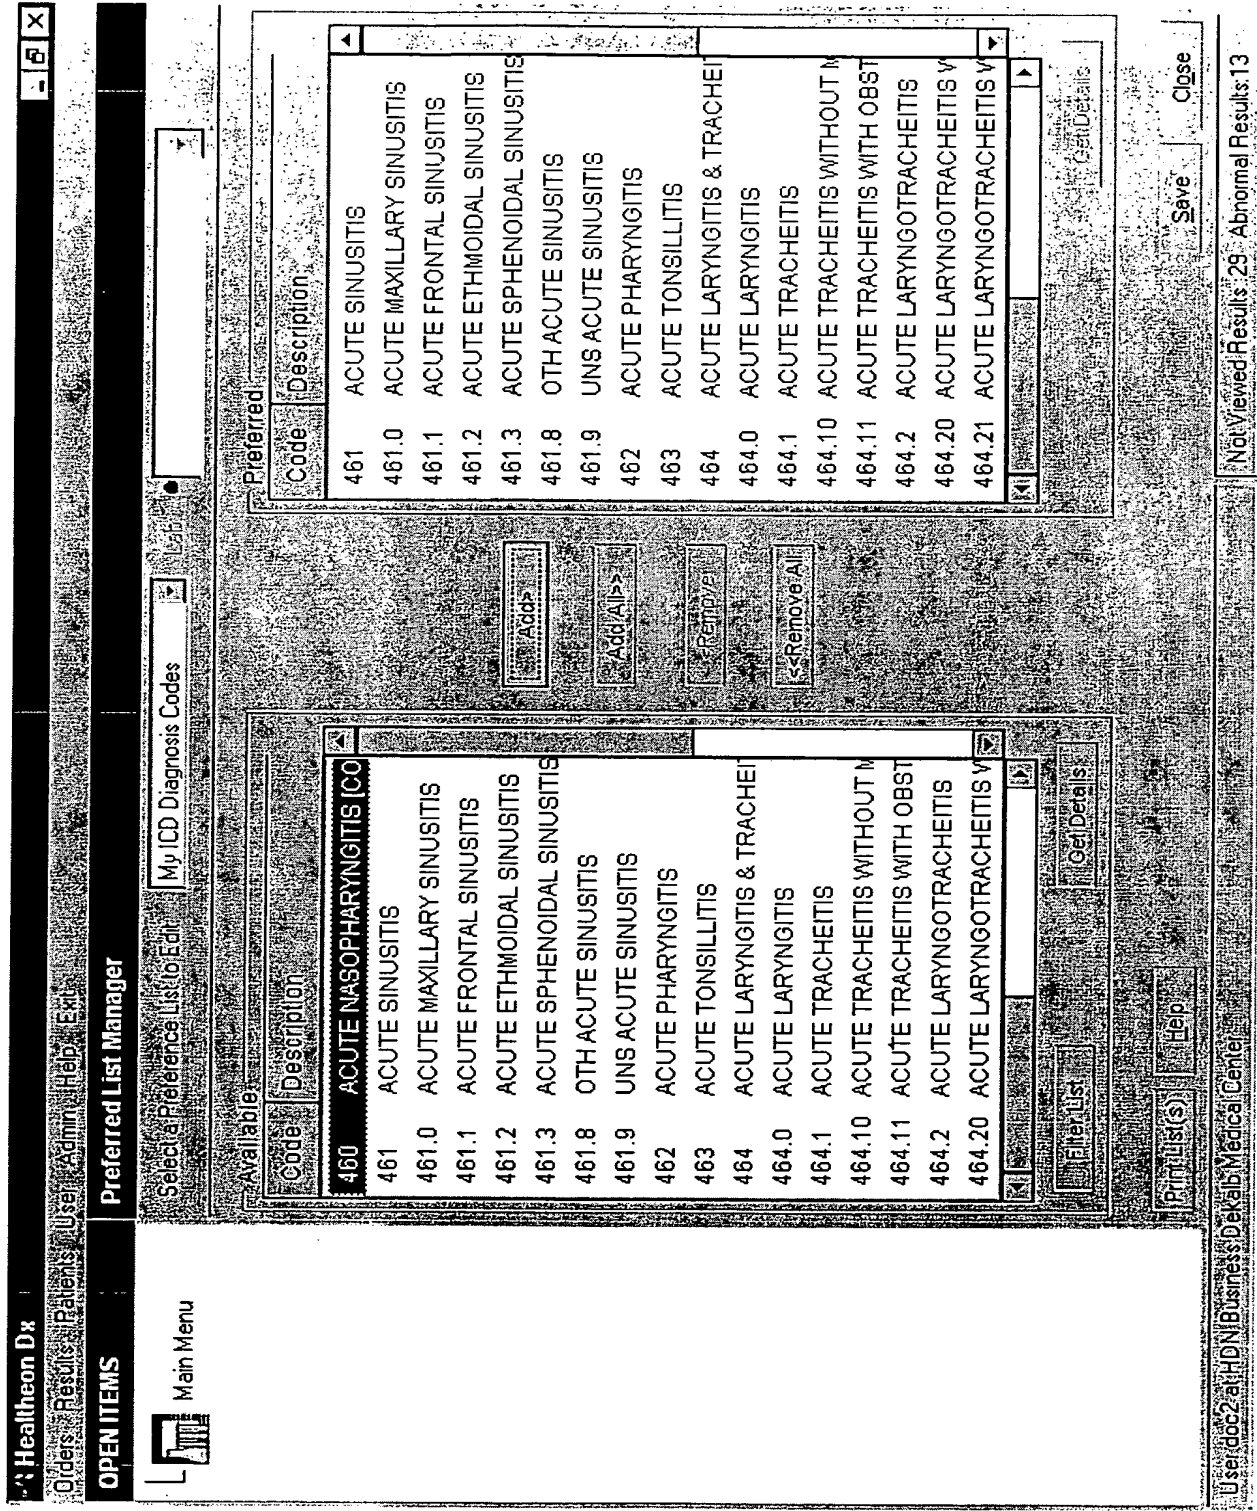 Healtheon Dx
Orders Results Patients User Admin Help Exit
OPEN ITEMS
Preferred List Manager
Main Menu
Select a Preference List to Edit
My ICD Diagnosis Codes
Lab
Available
Code Description
460 ACUTE NASOPHARYNGITIS (CO
461 ACUTE SINUSITIS
461.0 ACUTE MAXILLARY SINUSITIS
461.1 ACUTE FRONTAL SINUSITIS
461.2 ACUTE ETHMOIDAL SINUSITIS
461.3 ACUTE SPHENOIDAL SINUSITIS
461.8 OTH ACUTE SINUSITIS
461.9 UNS ACUTE SINUSITIS
462 ACUTE PHARYNGITIS
463 ACUTE TONSILLITIS
464 ACUTE LARYNGITIS & TRACHEIT
464.0 ACUTE LARYNGITIS
464.1 ACUTE TRACHEITIS
464.10 ACUTE TRACHEITIS WITHOUT M
464.11 ACUTE TRACHEITIS WITH OBST
464.2 ACUTE LARYNGOTRACHEITIS
464.20 ACUTE LARYNGOTRACHEITIS W
Filter List
Get Details
Add>
Add All>>
<Remove
<<Remove All
Preferred
Code Description
461 ACUTE SINUSITIS
461.0 ACUTE MAXILLARY SINUSITIS
461.1 ACUTE FRONTAL SINUSITIS
461.2 ACUTE ETHMOIDAL SINUSITIS
461.3 ACUTE SPHENOIDAL SINUSITIS
461.8 OTH ACUTE SINUSITIS
461.9 UNS ACUTE SINUSITIS
462 ACUTE PHARYNGITIS
463 ACUTE TONSILLITIS
464 ACUTE LARYNGITIS & TRACHEIT
464.0 ACUTE LARYNGITIS
464.1 ACUTE TRACHEITIS
464.10 ACUTE TRACHEITIS WITHOUT M
464.11 ACUTE TRACHEITIS WITH OBST
464.2 ACUTE LARYNGOTRACHEITIS
464.20 ACUTE LARYNGOTRACHEITIS W
464.21 ACUTE LARYNGOTRACHEITIS W
Get Details
Print List(s)
Help
Save
Close
User doc2 at HDN Business Dekalb Medical Center
Not Viewed Results:29 Abnormal Results:13